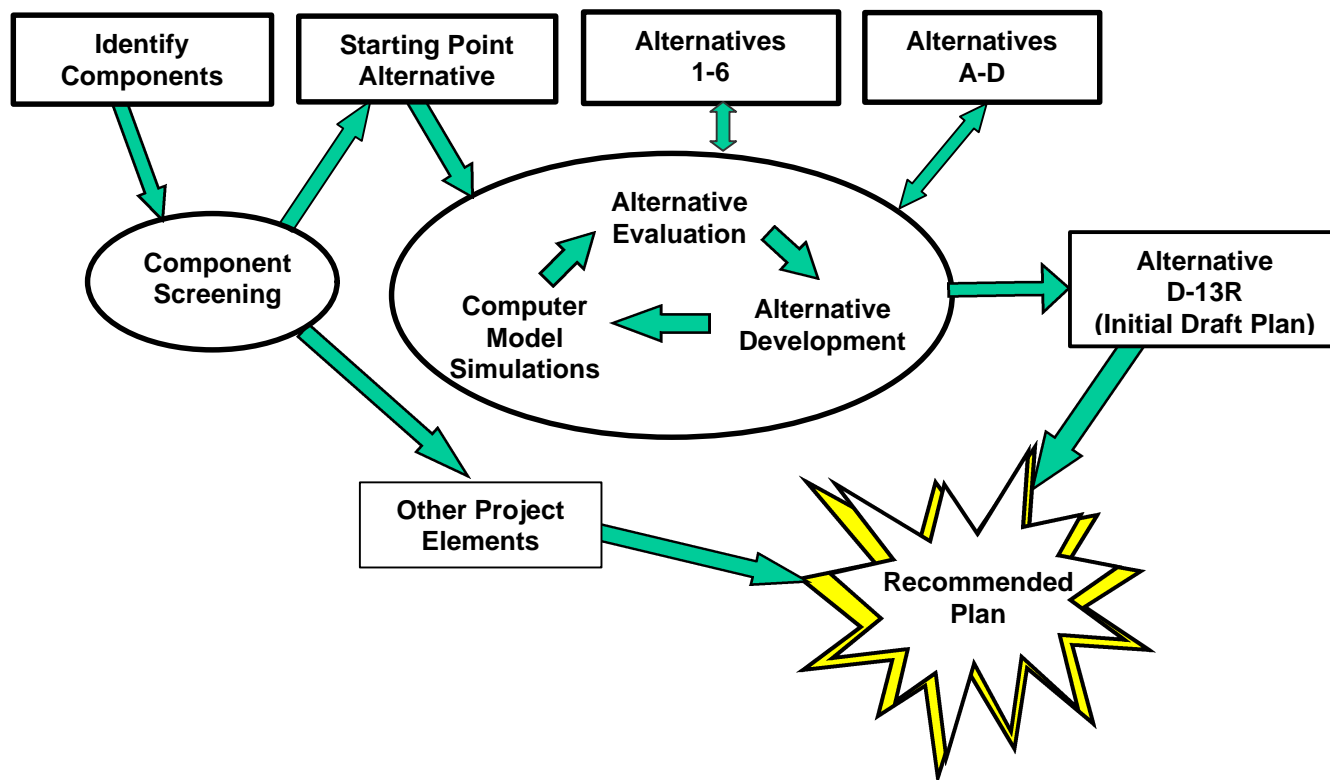 Identify
Components
Starting Point
Alternative
Alternatives
1-6
Alternatives
A-D
Component
Screening
Alternative
Evaluation
Computer
Model
Simulations
Alternative
Development
Alternative
D-13R
(Initial Draft Plan)
Other Project
Elements
Recommended
Plan